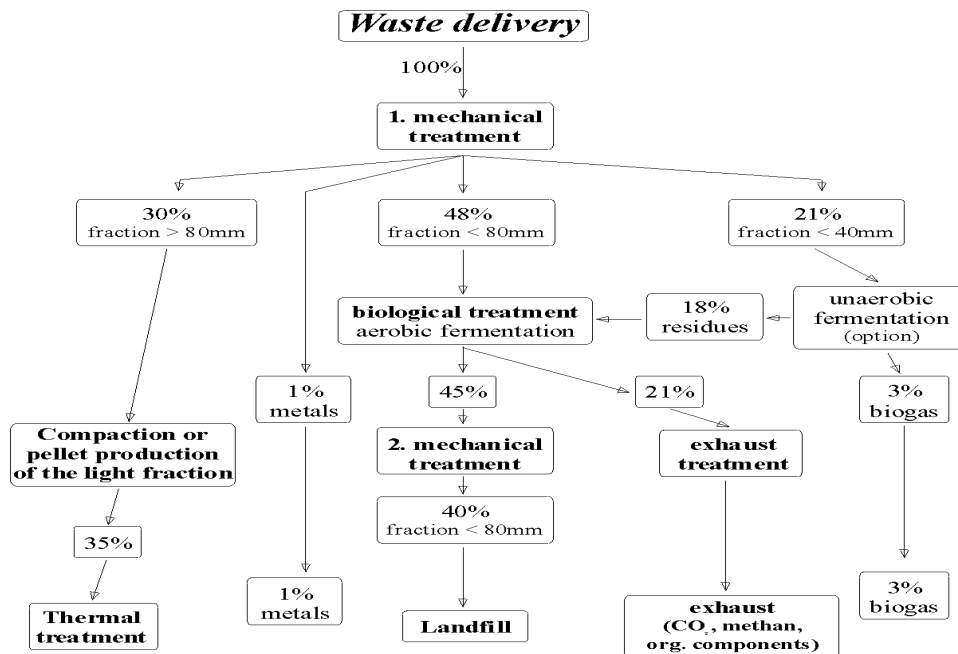 Waste delivery
100%
1. mechanical
treatment
30%
fraction > 80mm
48%
fraction < 80mm
21%
fraction < 40mm
biological treatment
aerobic fermentation
18%
residues
unaerobic
fermentation
(option)
1%
metals
45%
21%
3%
biogas
Compaction or
pellet production
of the light fraction
2. mechanical
treatment
exhaust
treatment
40%
fraction < 80mm
35%
1%
metals
3%
biogas
Thermal
treatment
Landfill
exhaust
(CO₂, methan,
org. components)